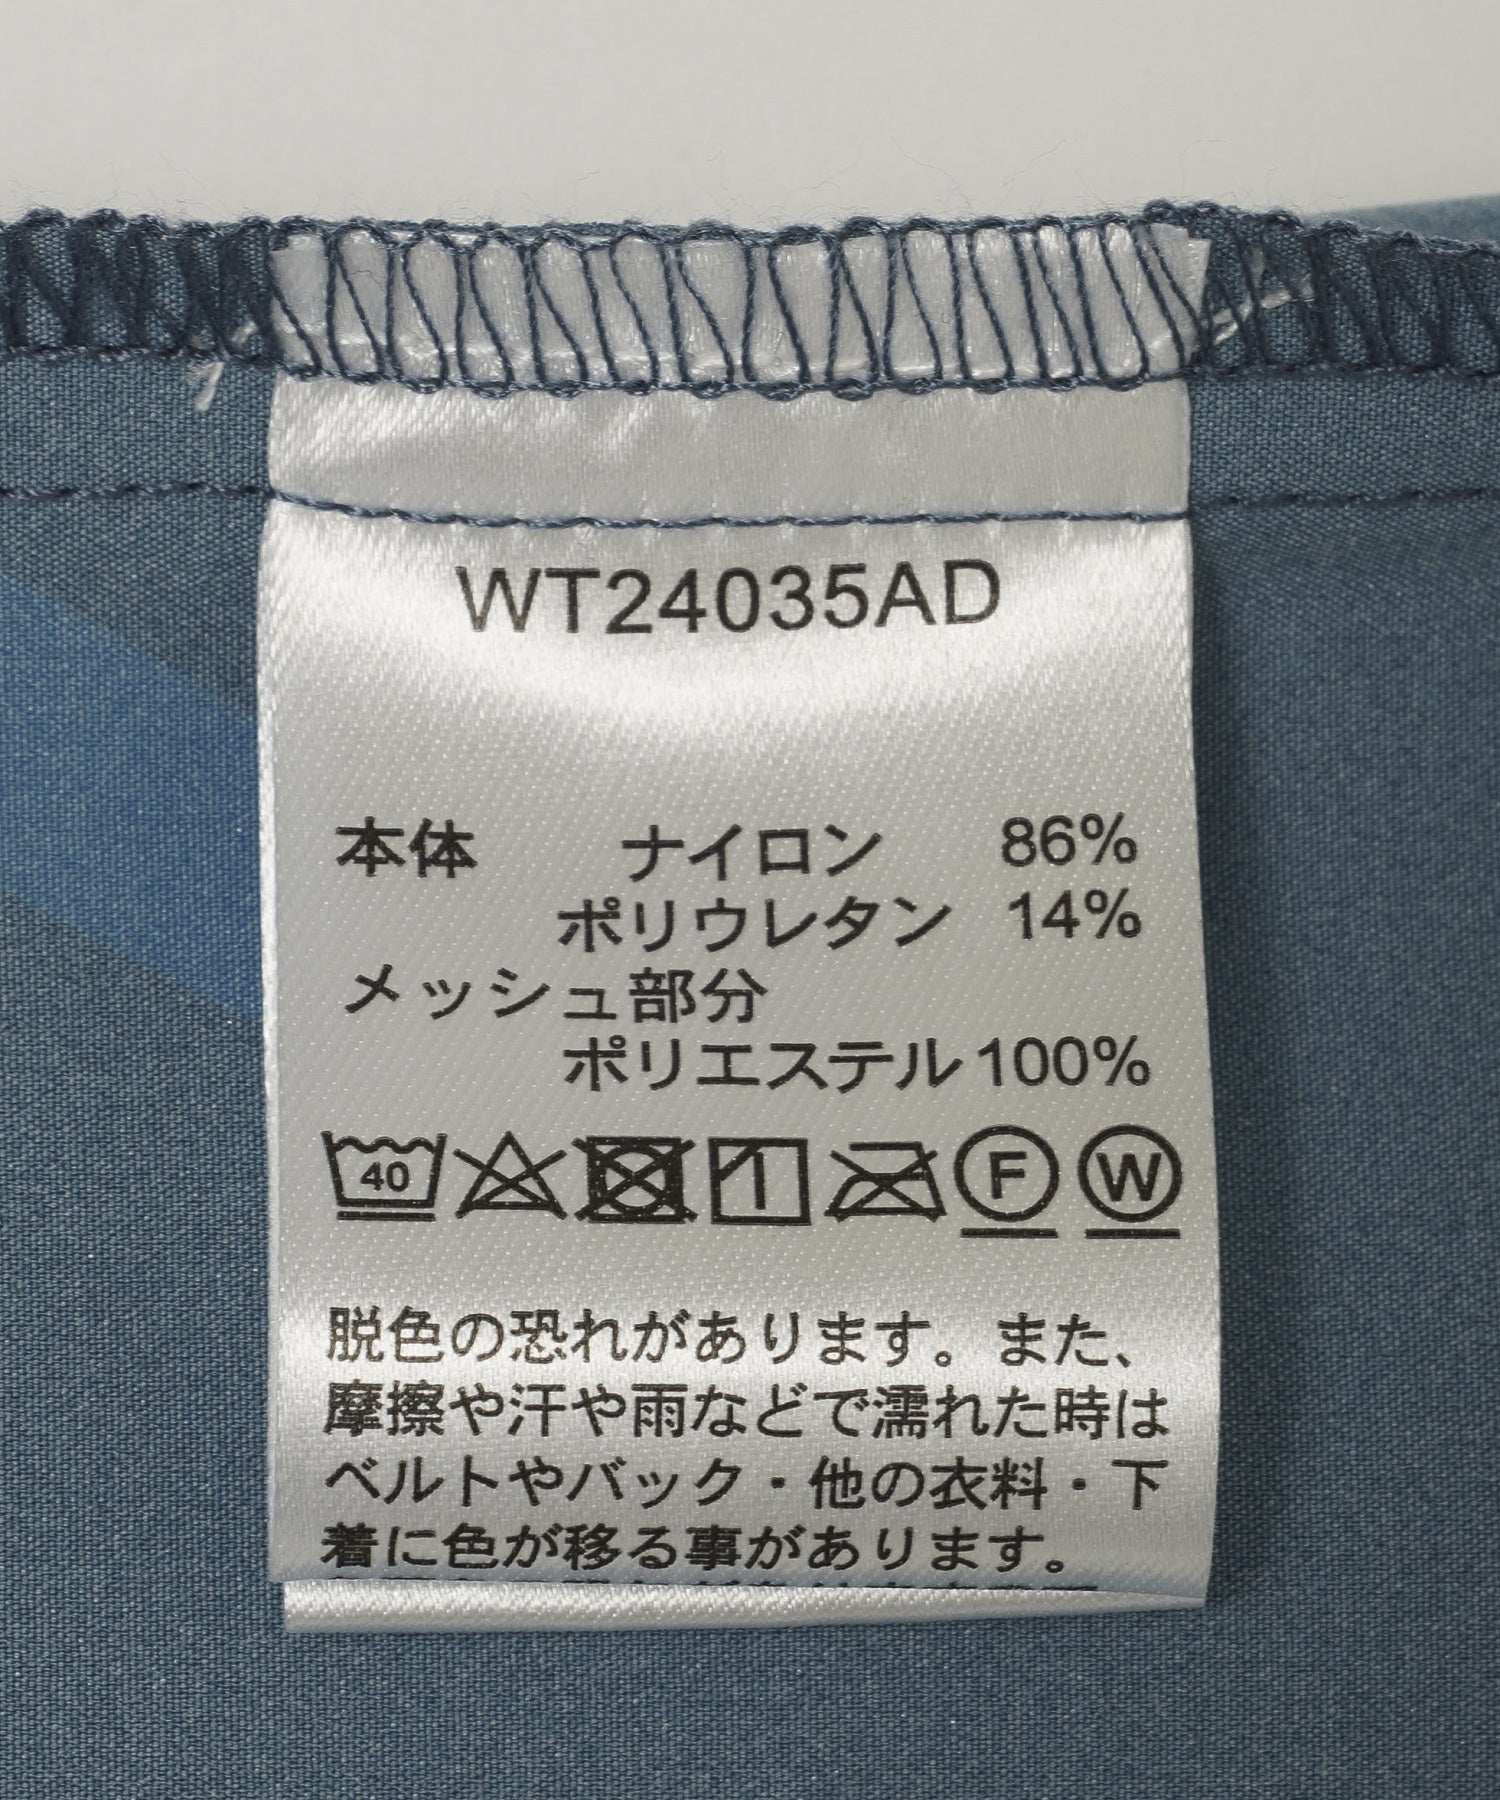 WT24035AD
本体 ナイロン 86%
ポリウレタン 14%
メッシュ部分
ポリエステル 100%
40 F W
脱色の恐れがあります。また、
摩擦や汗や雨などで濡れた時は
ベルトやバック・他の衣料・下
着に色が移る事があります。